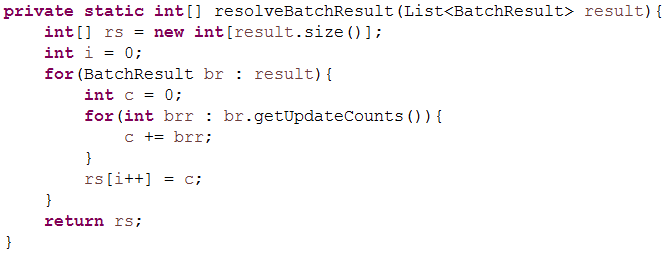 private static int[] resolveBatchResult(List<BatchResult> result){
    int[] rs = new int[result.size()];
    int i = 0;
    for(BatchResult br : result){
        int c = 0;
        for(int brr : br.getUpdateCounts()){
            c += brr;
        }
        rs[i++] = c;
    }
    return rs;
}